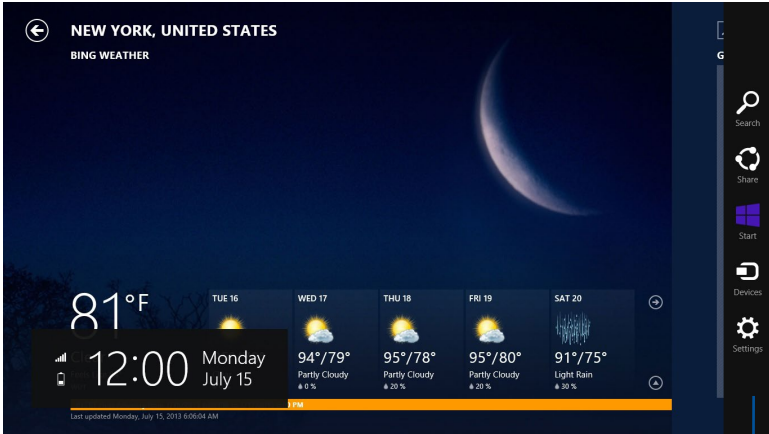 NEW YORK, UNITED STATES
BING WEATHER
G
Search
Share
Start
Devices
Settings
81°F
TUE 16
WED 17
94°/79°
Partly Cloudy
0 %
THU 18
95°/78°
Partly Cloudy
20 %
FRI 19
95°/80°
Partly Cloudy
20 %
SAT 20
91°/75°
Light Rain
30 %
12:00
Monday
July 15
PM
Last updated Monday, July 15, 2013 6:06:04 AM